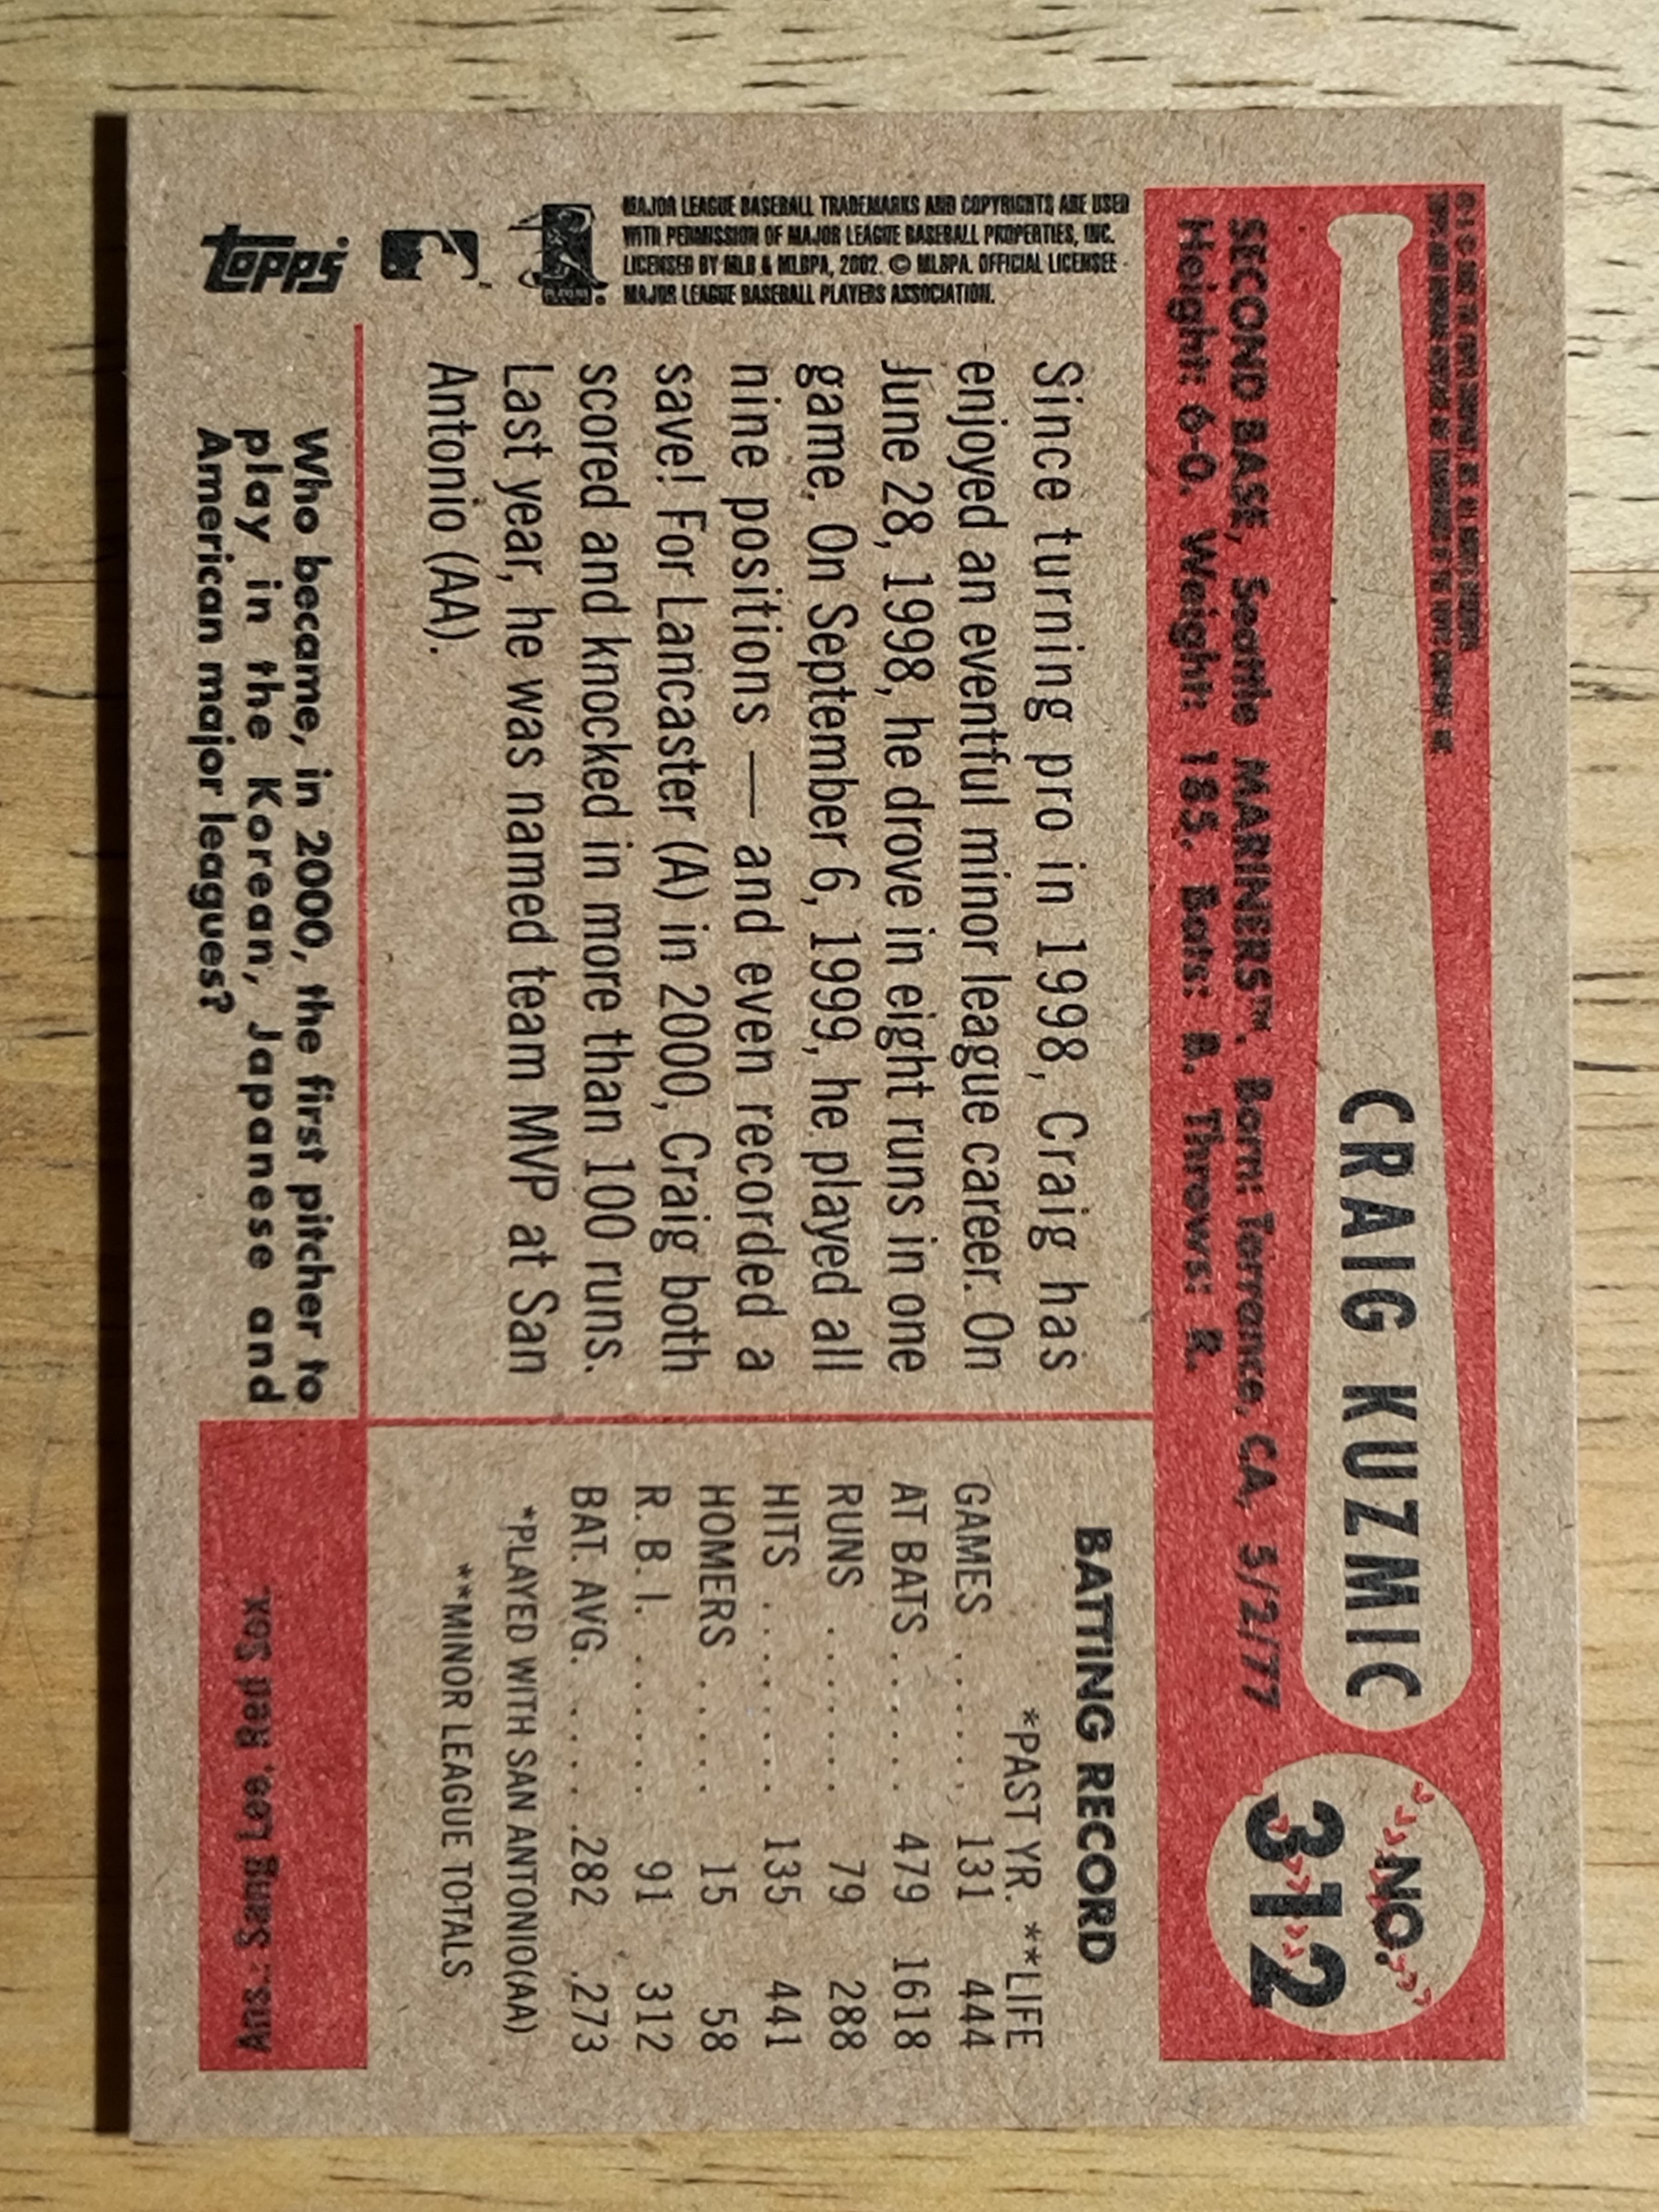 CRAIG KUZMIC
NO.
312
SECOND BASE, Seattle MARINERS™. Born: Torrance, CA, 5/2/77
Height: 6-0. Weight: 185. Bats: B. Throws: R.
MAJOR LEAGUE BASEBALL TRADEMARKS AND COPYRIGHTS ARE USED
WITH PERMISSION OF MAJOR LEAGUE BASEBALL PROPERTIES, INC.
LICENSED BY MLB & MLBPA, 2002. © MLBPA. OFFICIAL LICENSEE -
MAJOR LEAGUE BASEBALL PLAYERS ASSOCIATION.
topps
Since turning pro in 1998, Craig has
enjoyed an eventful minor league career. On
June 28, 1998, he drove in eight runs in one
game. On September 6, 1999, he played all
nine positions — and even recorded a
save! For Lancaster (A) in 2000, Craig both
scored and knocked in more than 100 runs.
Last year, he was named team MVP at San
Antonio (AA).
BATTING RECORD
*PAST YR. **LIFE
GAMES ...... 131 444
AT BATS ..... 479 1618
RUNS ....... 79 288
HITS ....... 135 441
HOMERS ..... 15 58
R. B. I. ...... 91 312
BAT. AVG. ..... .282 .273
*PLAYED WITH SAN ANTONIO(AA)
**MINOR LEAGUE TOTALS
Who became, in 2000, the first pitcher to
play in the Korean, Japanese and
American major leagues?
Ans.: Sang Lee, Red Sox.